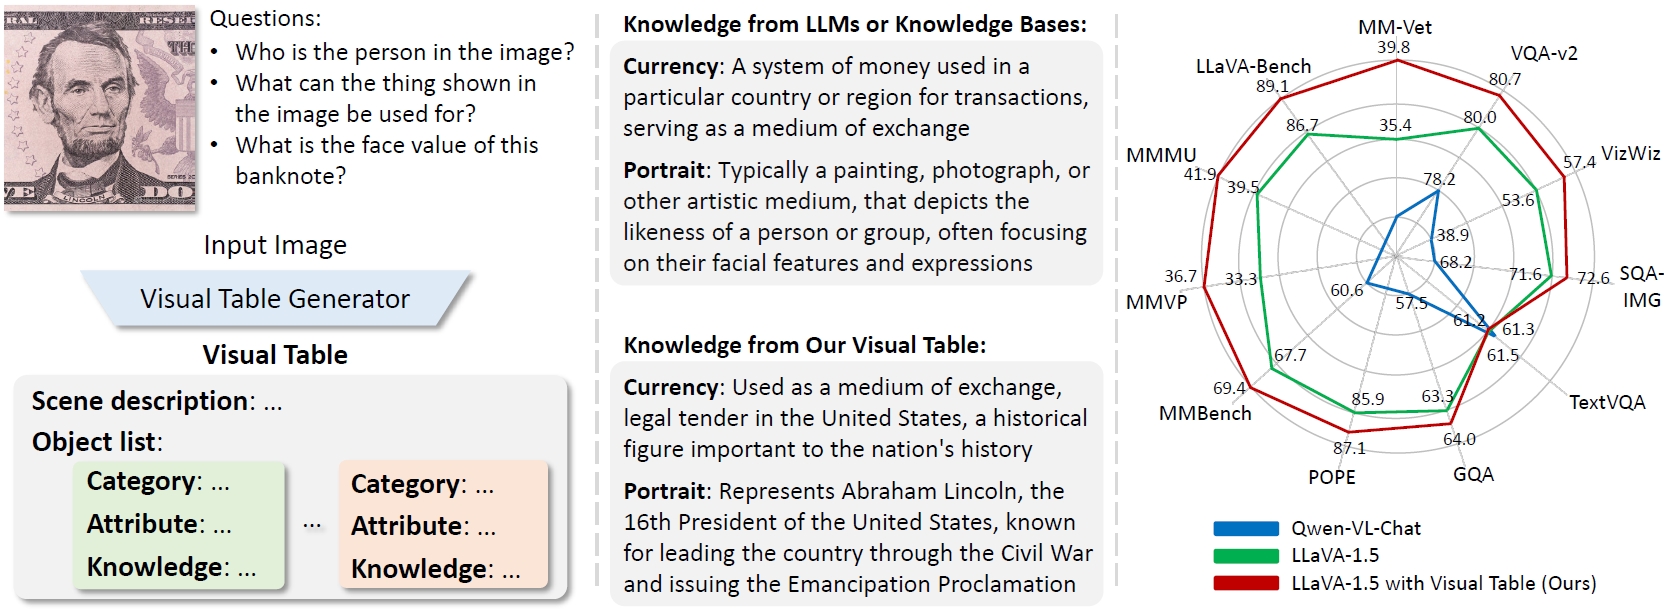 RAL
RESER
TH
SERIES 20
VE
LINCOLN
DO
Questions:
• Who is the person in the image?
• What can the thing shown in
the image be used for?
• What is the face value of this
banknote?
Input Image
Visual Table Generator
Visual Table
Scene description: ...
Object list:
Category: ...
Attribute: ...
Knowledge: ...
...
Category: ...
Attribute: ...
Knowledge: ...
Knowledge from LLMs or Knowledge Bases:
Currency: A system of money used in a
particular country or region for transactions,
serving as a medium of exchange
Portrait: Typically a painting, photograph, or
other artistic medium, that depicts the
likeness of a person or group, often focusing
on their facial features and expressions
Knowledge from Our Visual Table:
Currency: Used as a medium of exchange,
legal tender in the United States, a historical
figure important to the nation's history
Portrait: Represents Abraham Lincoln, the
16th President of the United States, known
for leading the country through the Civil War
and issuing the Emancipation Proclamation
MM-Vet
39.8
35.4
VQA-v2
80.7
80.0
78.2
VizWiz
57.4
53.6
38.9
SQA-
IMG
72.6
71.6
68.2
TextVQA
61.2
61.3
61.5
GQA
64.0
63.3
57.5
POPE
87.1
85.9
MMBench
69.4
67.7
60.6
MMVP
36.7
33.3
MMMU
41.9
39.5
LLaVA-Bench
89.1
86.7
Qwen-VL-Chat
LLaVA-1.5
LLaVA-1.5 with Visual Table (Ours)